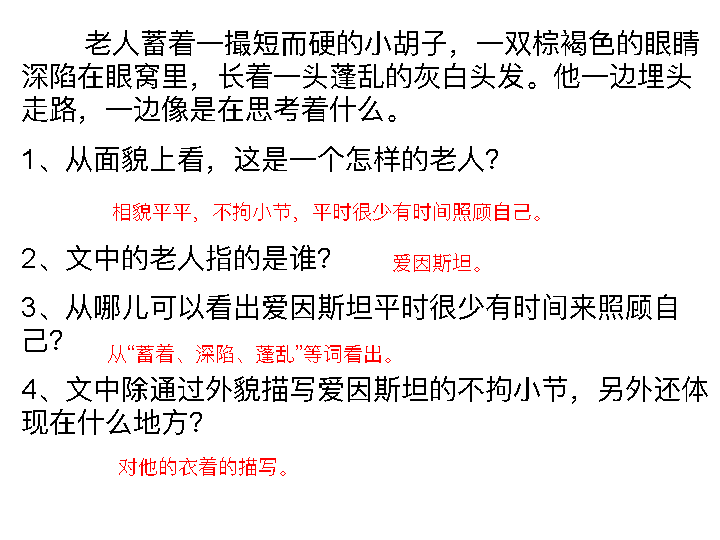 老人蓄着一撮短而硬的小胡子，一双棕褐色的眼睛
深陷在眼窝里，长着一头蓬乱的灰白头发。他一边埋头
走路，一边像是在思考着什么。
1、从面貌上看，这是一个怎样的老人？
相貌平平，不拘小节，平时很少有时间照顾自己。
2、文中的老人指的是谁？
爱因斯坦。
3、从哪儿可以看出爱因斯坦平时很少有时间来照顾自
己？
从“蓄着、深陷、蓬乱”等词看出。
4、文中除通过外貌描写爱因斯坦的不拘小节，另外还体
现在什么地方？
对他的衣着的描写。